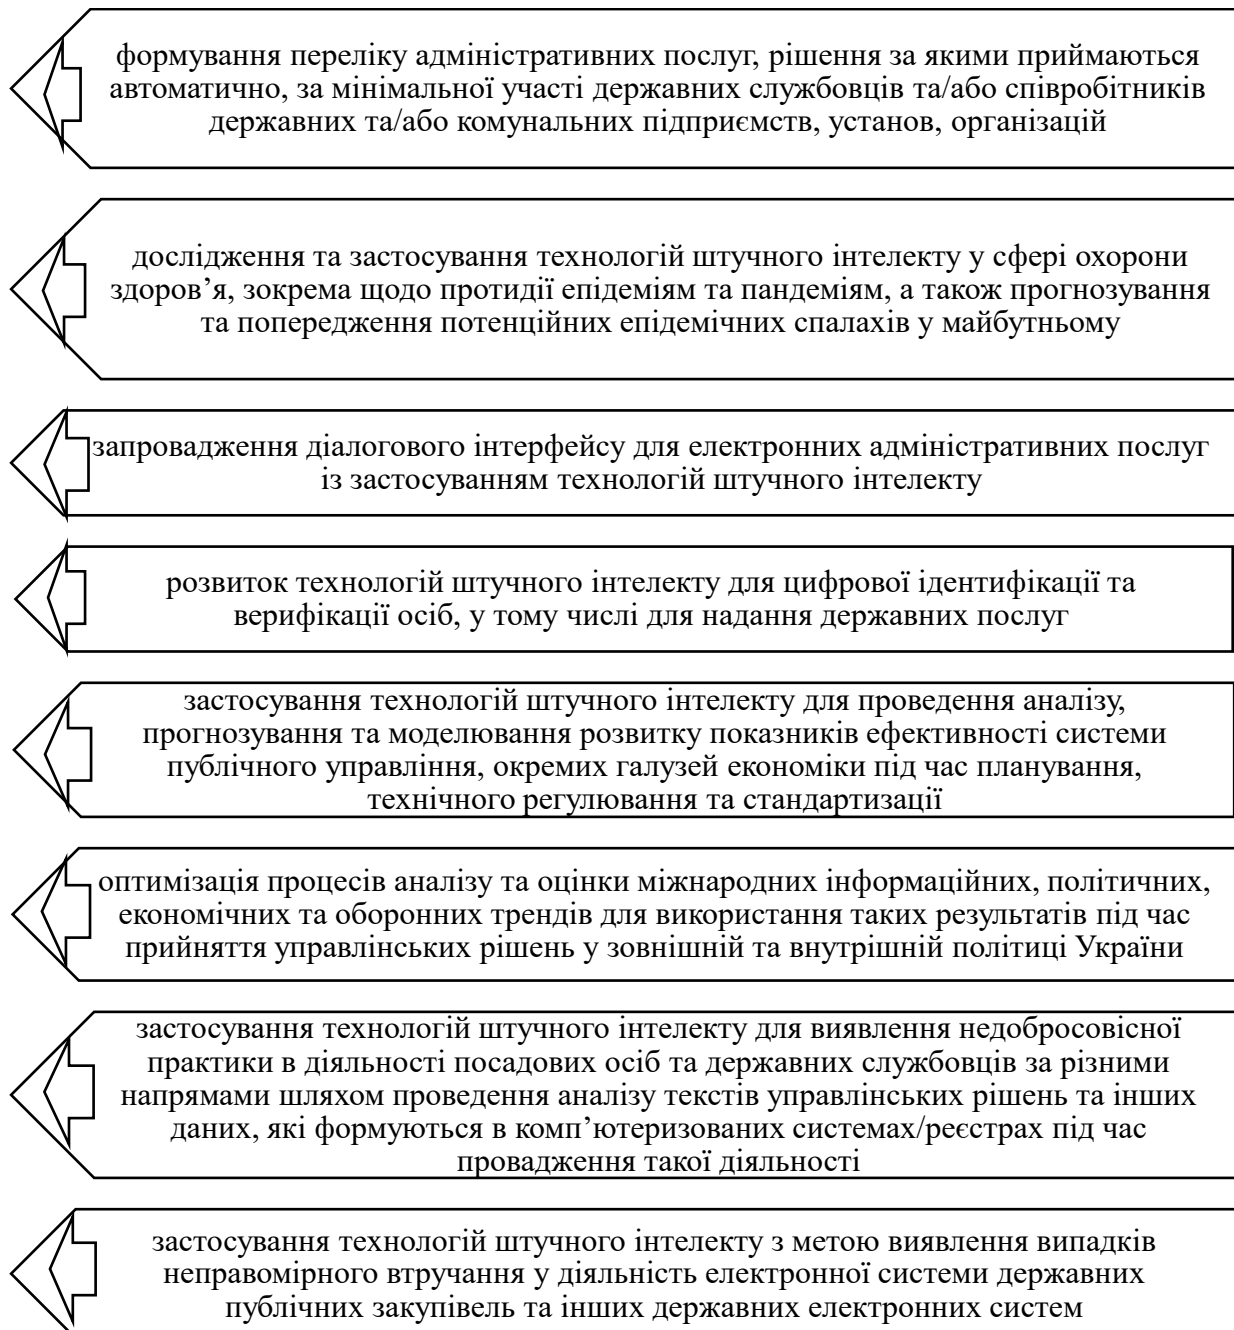 формування переліку адміністративних послуг, рішення за якими приймаються
автоматично, за мінімальної участі державних службовців та/або співробітників
державних та/або комунальних підприємств, установ, організацій
дослідження та застосування технологій штучного інтелекту у сфері охорони
здоров’я, зокрема щодо протидії епідеміям та пандеміям, а також прогнозування
та попередження потенційних епідемічних спалахів у майбутньому
запровадження діалогового інтерфейсу для електронних адміністративних послуг
із застосуванням технологій штучного інтелекту
розвиток технологій штучного інтелекту для цифрової ідентифікації та
верифікації осіб, у тому числі для надання державних послуг
застосування технологій штучного інтелекту для проведення аналізу,
прогнозування та моделювання розвитку показників ефективності системи
публічного управління, окремих галузей економіки під час планування,
технічного регулювання та стандартизації
оптимізація процесів аналізу та оцінки міжнародних інформаційних, політичних,
економічних та оборонних трендів для використання таких результатів під час
прийняття управлінських рішень у зовнішній та внутрішній політиці України
застосування технологій штучного інтелекту для виявлення недобросовісної
практики в діяльності посадових осіб та державних службовців за різними
напрямами шляхом проведення аналізу текстів управлінських рішень та інших
даних, які формуються в комп’ютеризованих системах/реєстрах під час
провадження такої діяльності
застосування технологій штучного інтелекту з метою виявлення випадків
неправомірного втручання у діяльність електронної системи державних
публічних закупівель та інших державних електронних систем